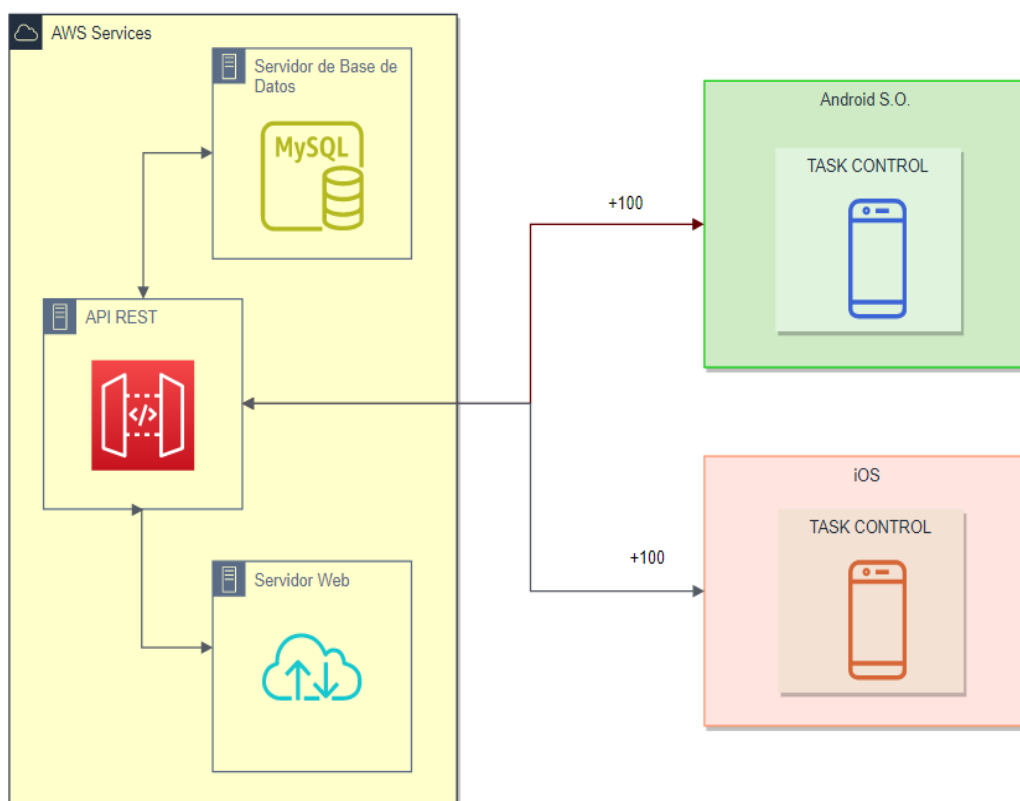 AWS Services
Servidor de Base de
Datos
MySQL
API REST
</>
Servidor Web
+100
+100
Android S.O.
TASK CONTROL
iOS
TASK CONTROL